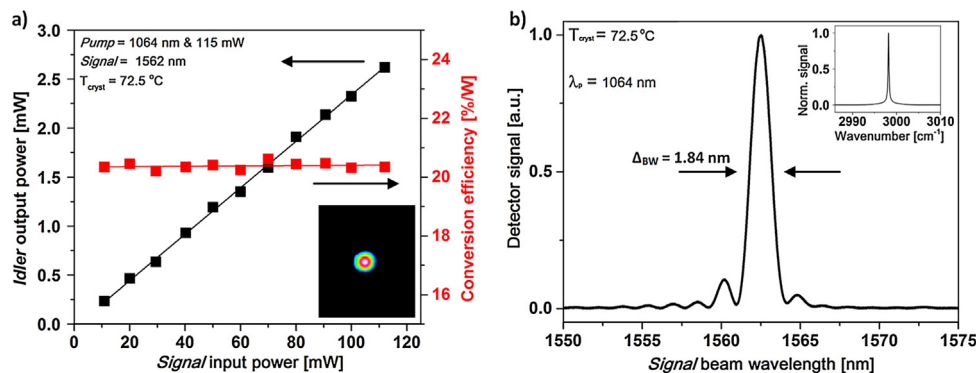 a)
Pump = 1064 nm & 115 mW
Signal = 1562 nm
T_cryst = 72.5 °C
Idler output power [mW]
3.0
2.5
2.0
1.5
1.0
0.5
0.0
0 20 40 60 80 100 120
Signal input power [mW]
24
22
20
18
16
Conversion efficiency [%/W]
b)
T_cryst = 72.5 °C
λ_P = 1064 nm
Δ_BW = 1.84 nm
Detector signal [a.u.]
1.0
0.5
0.0
1550 1555 1560 1565 1570 1575
Signal beam wavelength [nm]
Norm. signal
1.0
0.5
0.0
2990 3000 3010
Wavenumber [cm⁻¹]